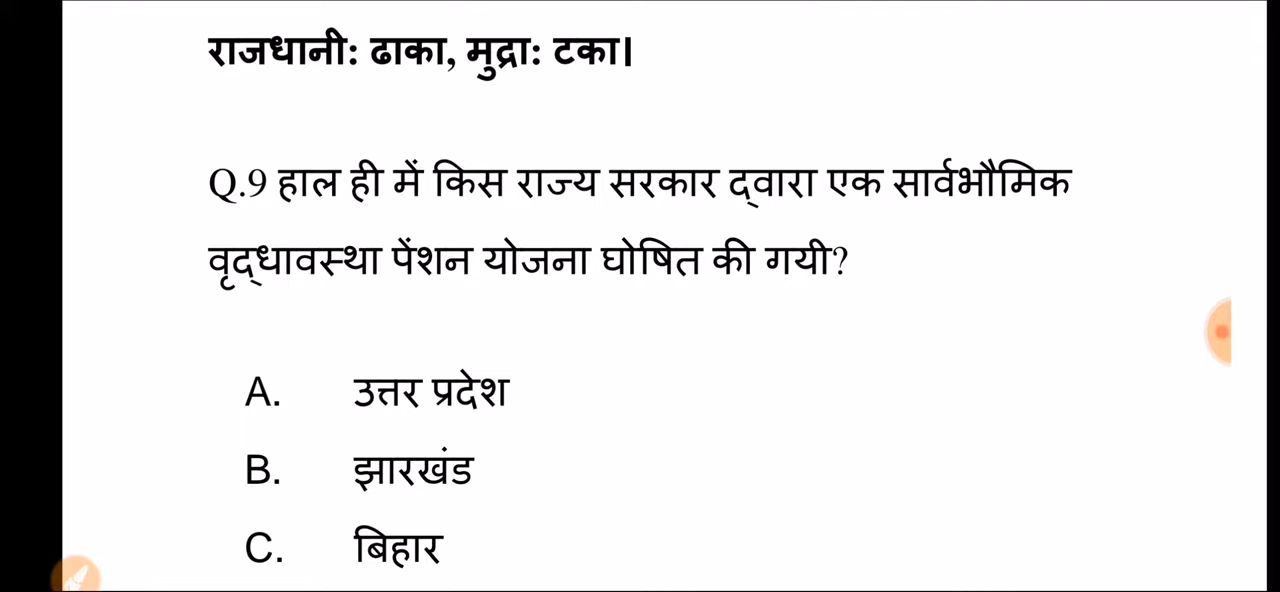 राजधानी: ढाका, मुद्रा: टका।
Q.9 हाल ही में किस राज्य सरकार द्वारा एक सार्वभौमिक
वृद्धावस्था पेंशन योजना घोषित की गयी?
A. उत्तर प्रदेश
B. झारखंड
C. बिहार